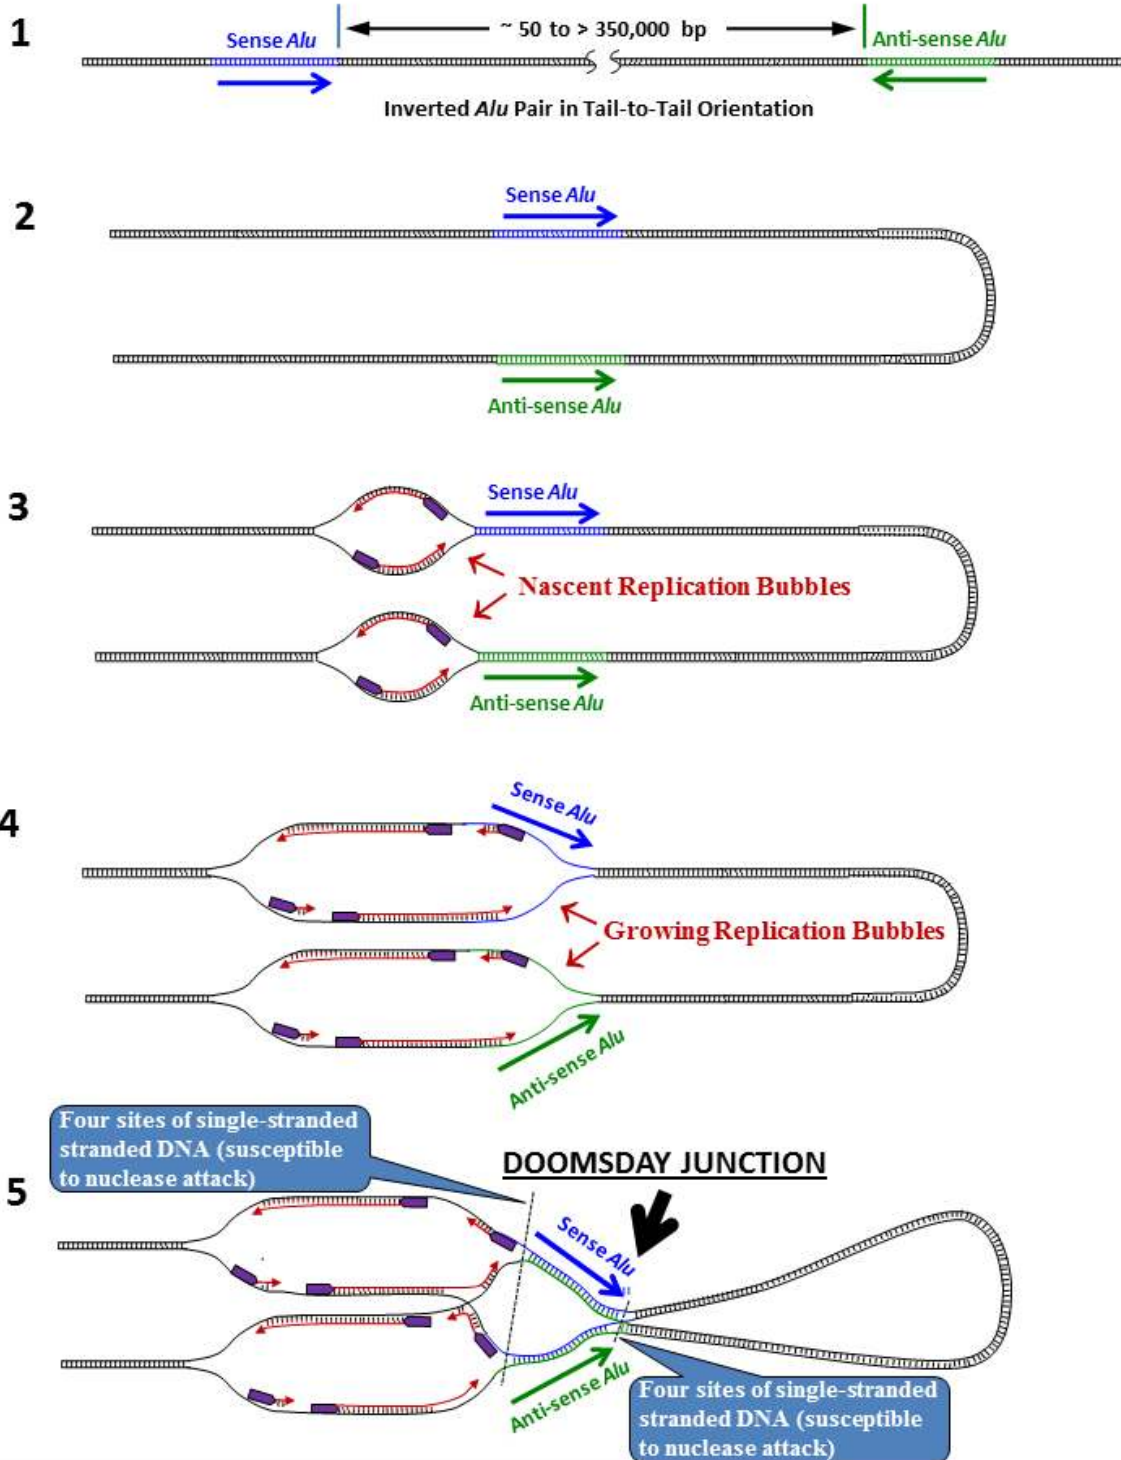 1
Sense Alu
~ 50 to > 350,000 bp
Anti-sense Alu
Inverted Alu Pair in Tail-to-Tail Orientation
2
Sense Alu
Anti-sense Alu
3
Sense Alu
Nascent Replication Bubbles
Anti-sense Alu
4
Sense Alu
Growing Replication Bubbles
Anti-sense Alu
Four sites of single-stranded
stranded DNA (susceptible
to nuclease attack)
DOOMSDAY JUNCTION
5
Sense Alu
Anti-sense Alu
Four sites of single-stranded
stranded DNA (susceptible
to nuclease attack)